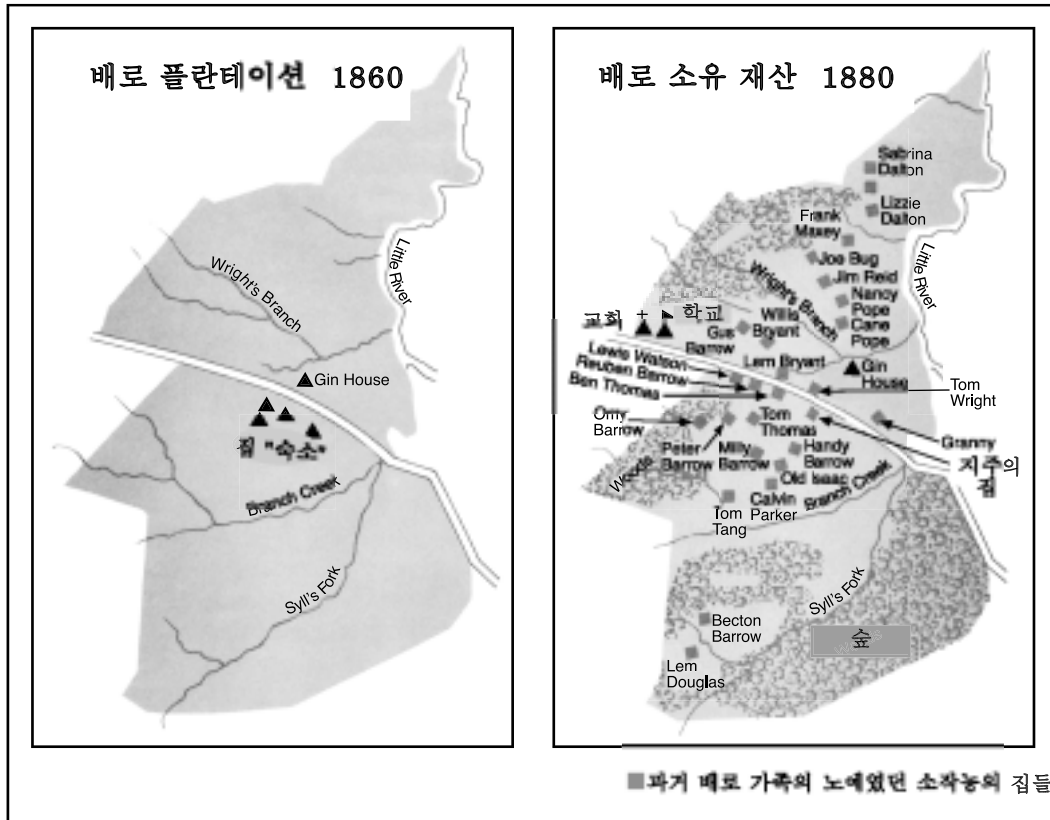 배로 플란테이션 1860
Little River
Wright's Branch
Gin House
집 "숙소"
Branch Creek
Syll's Fork
배로 소유 재산 1880
Sabrina
Dalton
Lizzie
Dalton
Frank
Maxey
Joe Bug
Little River
Wright's Branch
Jim Reid
Nancy
Pope
Cane
Pope
교회
학교
Gus
Barrow
Willis
Bryant
Lem Bryant
Gin
House
Lewis Watson
Reuben Barrow
Ben Thomas
Tom
Wright
Omy
Barrow
Tom
Thomas
Granny
지주의
집
Woods
Peter
Barrow
Milly
Barrow
Handy
Barrow
Old Isaac
Branch Creek
Calvin
Parker
Tom
Tang
Syll's Fork
Becton
Barrow
숲
Lem
Douglas
과거 배로 가족의 노예였던 소작농의 집들